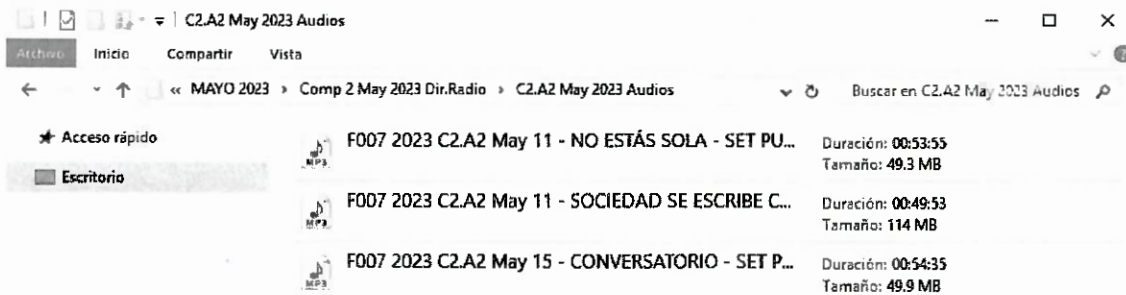 C2.A2 May 2023 Audios
Archivo Inicio Compartir Vista
« MAYO 2023 › Comp 2 May 2023 Dir.Radio › C2.A2 May 2023 Audios Buscar en C2.A2 May 2023 Audios
Acceso rápido
Escritorio
F007 2023 C2.A2 May 11 - NO ESTÁS SOLA - SET PU... Duración: 00:53:55
MP3 Tamaño: 49.3 MB
F007 2023 C2.A2 May 11 - SOCIEDAD SE ESCRIBE C... Duración: 00:49:53
MP3 Tamaño: 114 MB
F007 2023 C2.A2 May 15 - CONVERSATORIO - SET P... Duración: 00:54:35
MP3 Tamaño: 49.9 MB